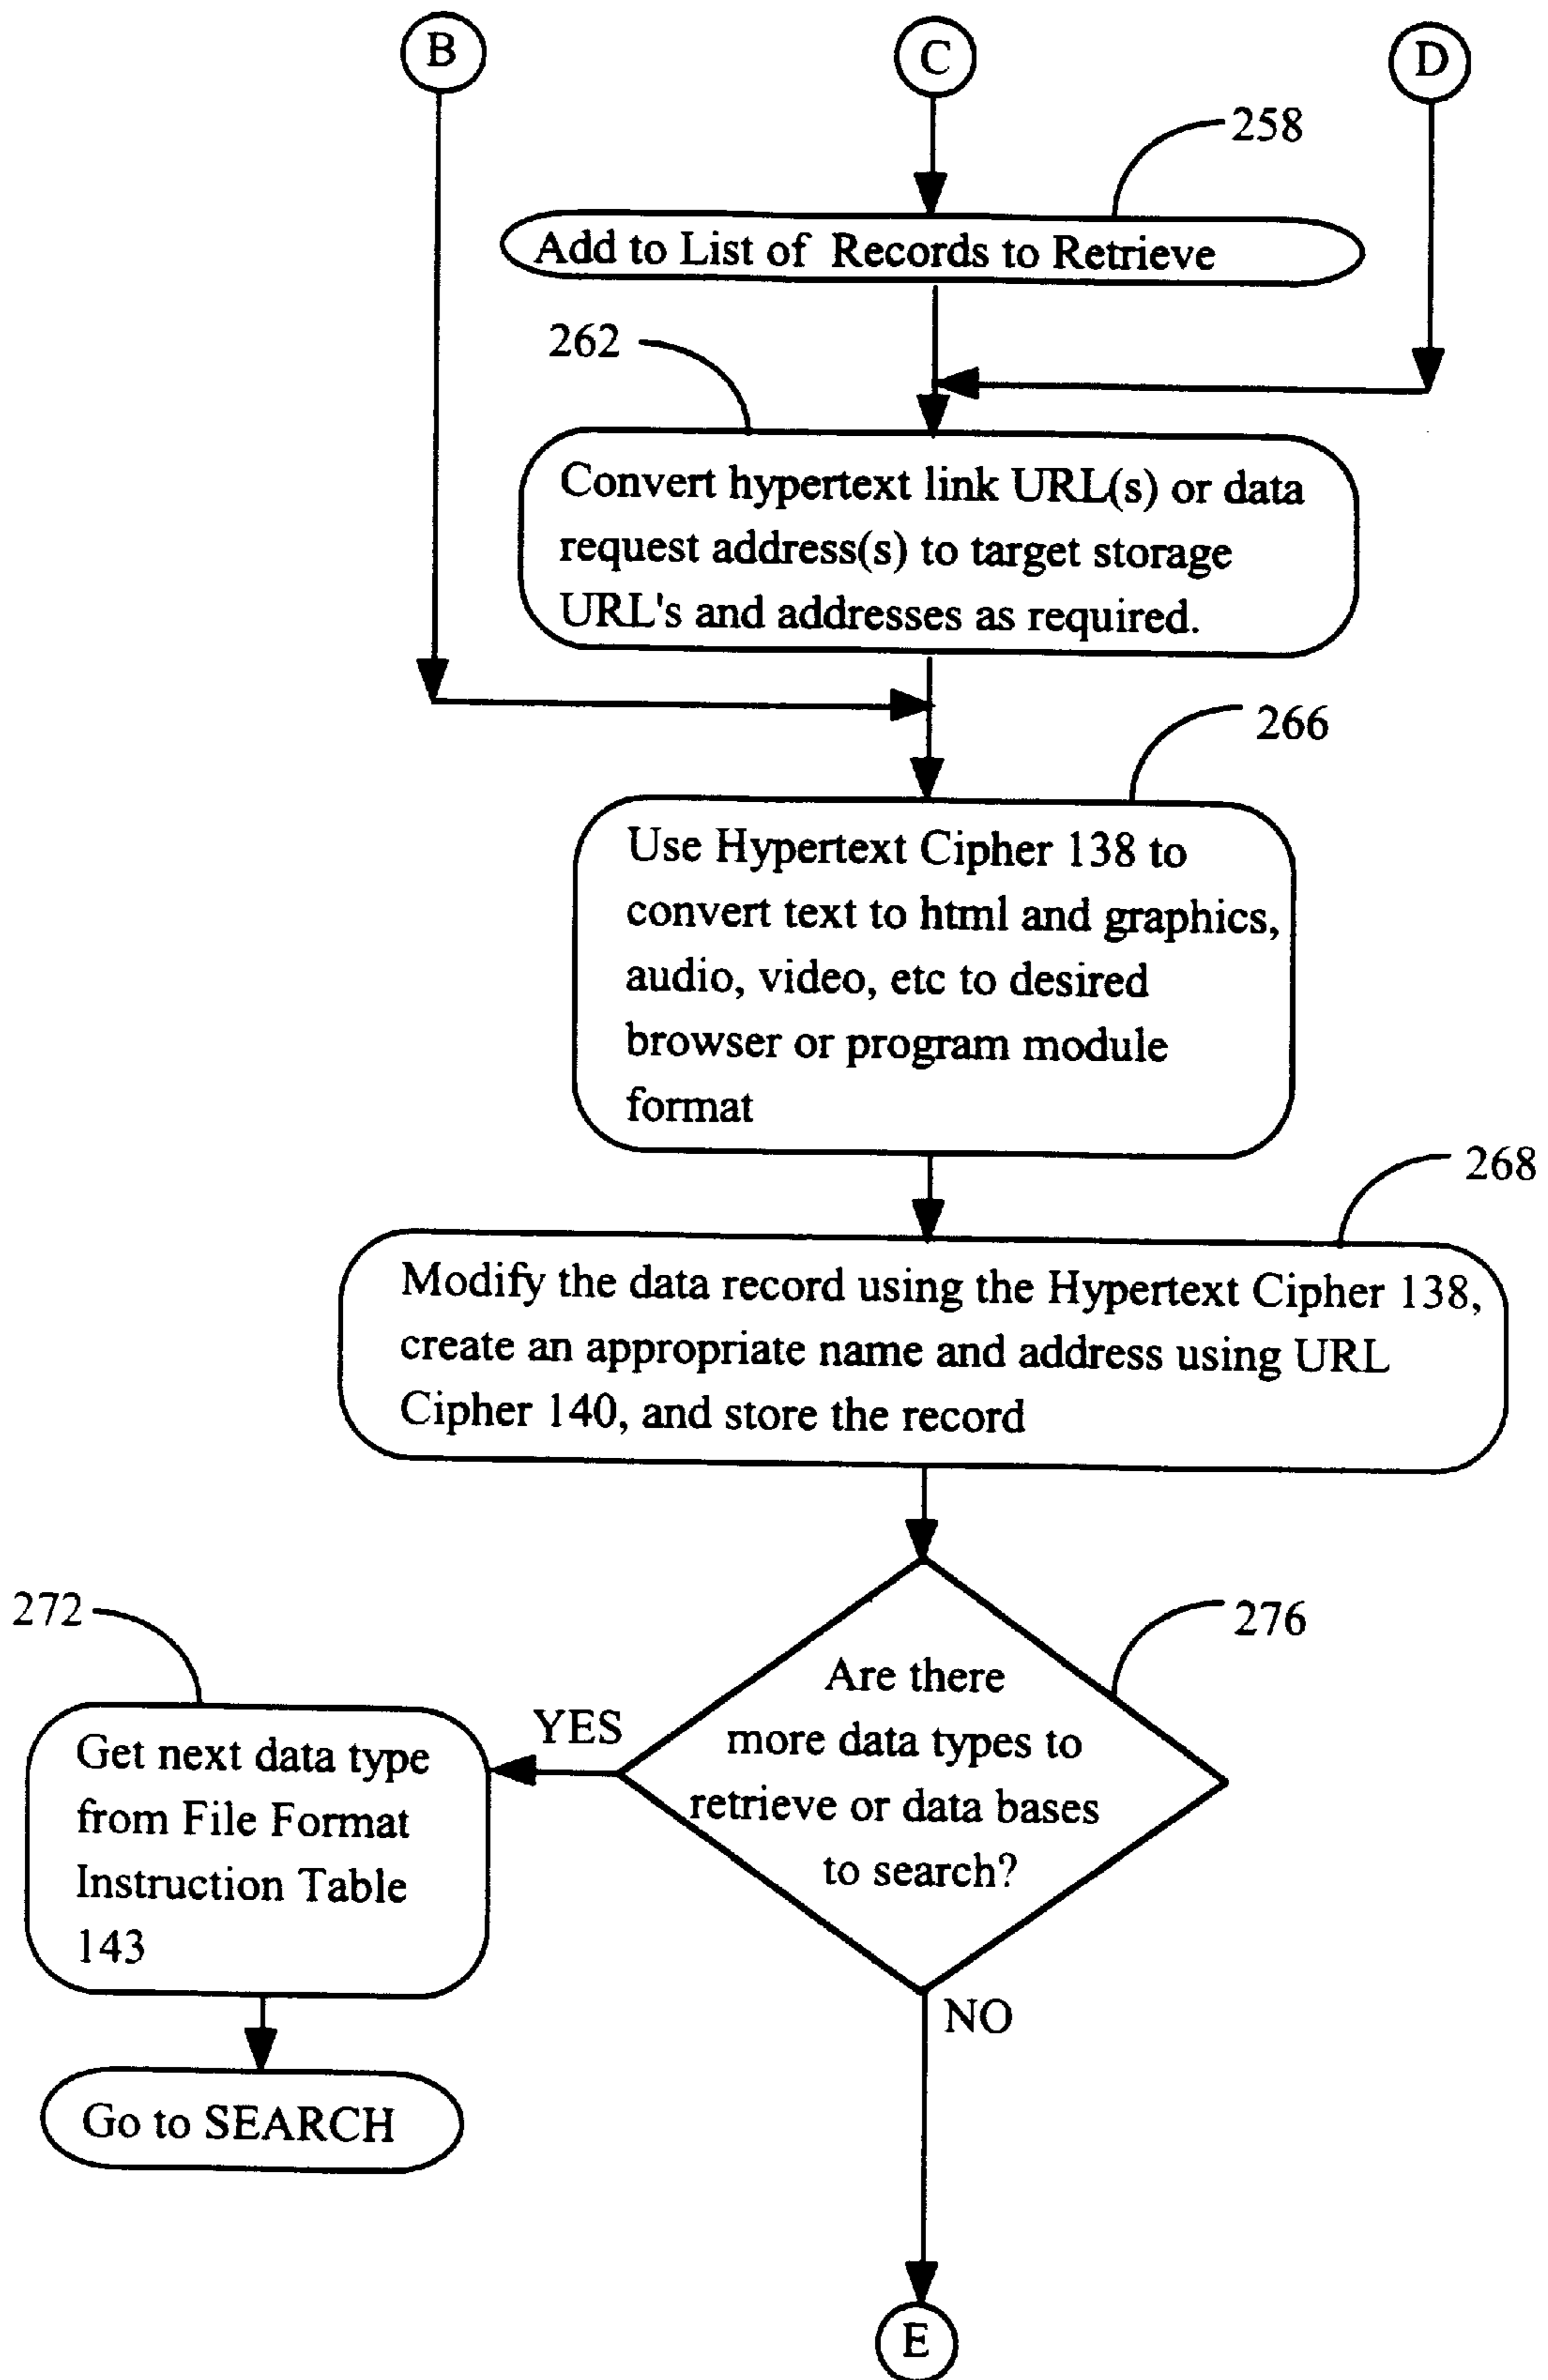 B
C
D
258
Add to List of Records to Retrieve
262
Convert hypertext link URL(s) or data
request address(s) to target storage
URL's and addresses as required.
266
Use Hypertext Cipher 138 to
convert text to html and graphics,
audio, video, etc to desired
browser or program module
format
268
Modify the data record using the Hypertext Cipher 138,
create an appropriate name and address using URL
Cipher 140, and store the record
272
276
Are there
more data types to
retrieve or data bases
to search?
YES
Get next data type
from File Format
Instruction Table
143
NO
Go to SEARCH
E